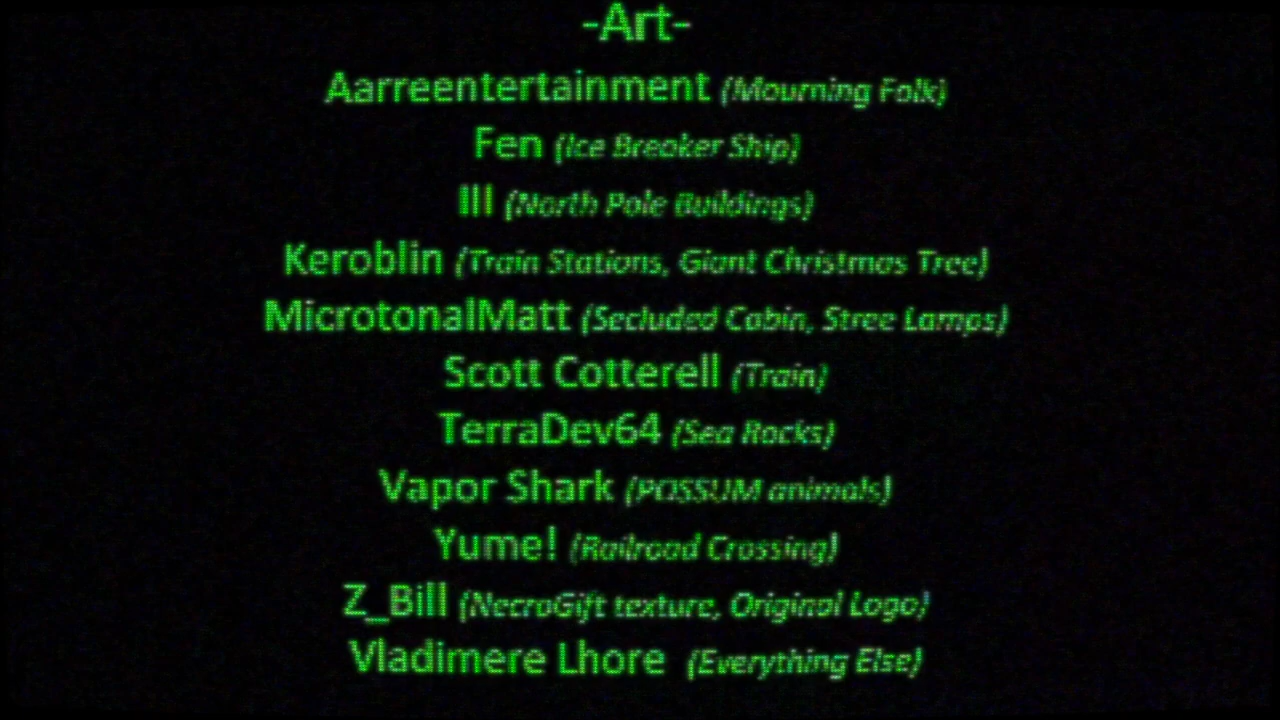 -Art-
Aarreentertainment (Mourning Folk)
Fen (Ice Breaker Ship)
Ill (North Pole Buildings)
Keroblin (Train Stations, Giant Christmas Tree)
MicrotonalMatt (Secluded Cabin, Stree Lamps)
Scott Cotterell (Train)
TerraDev64 (Sea Rocks)
Vapor Shark (POSSUM animals)
Yume! (Railroad Crossing)
Z_Bill (NecroGift texture, Original Logo)
Vladimere Lhore (Everything Else)